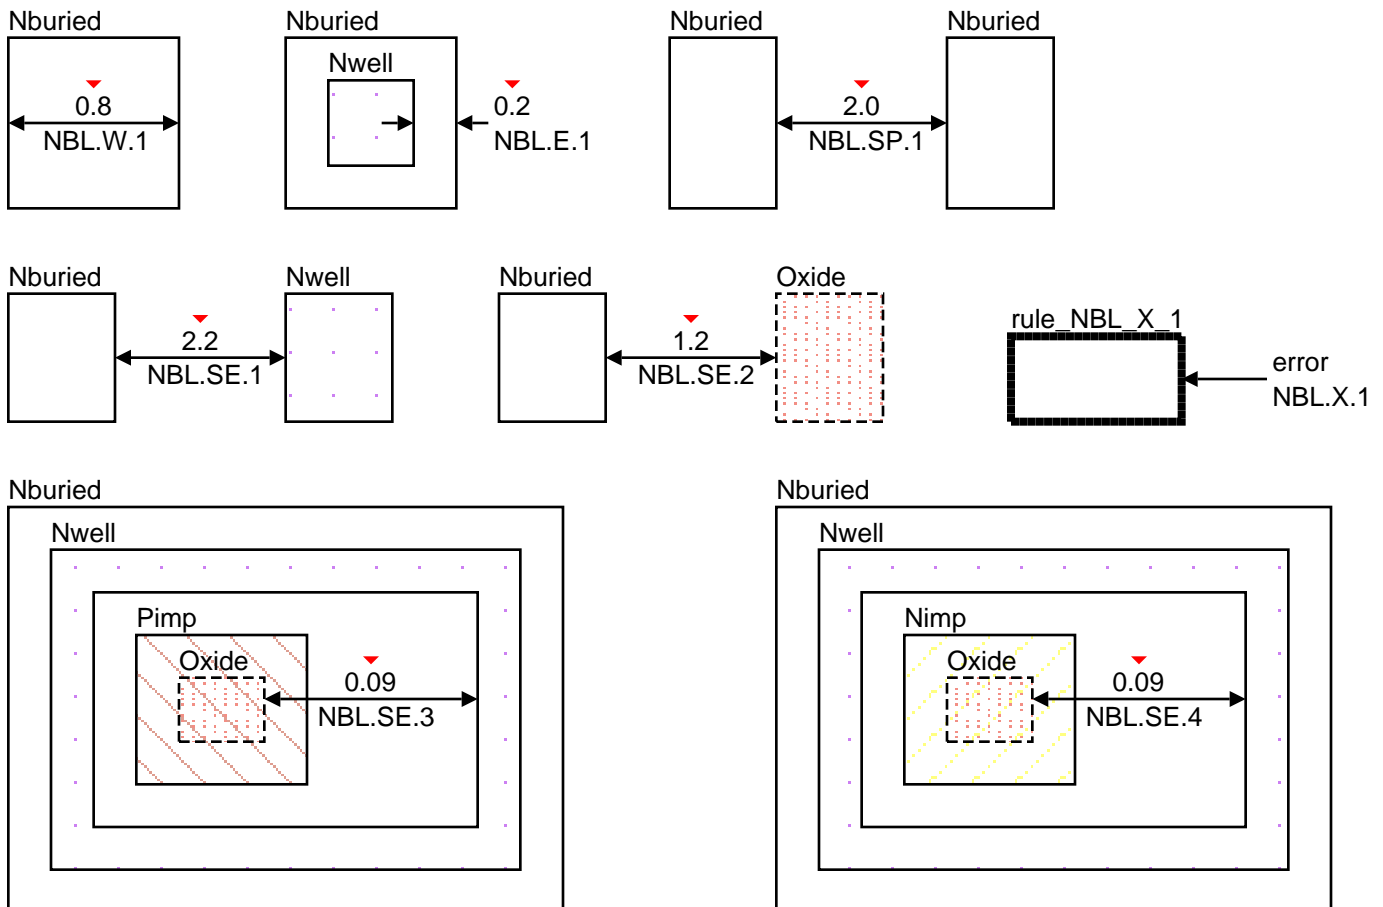 Nburied
Nwell
0.8
NBL.W.1
Nburied
0.2
NBL.E.1
Nburied
Nburied
2.0
NBL.SP.1
Nburied
Nwell
2.2
NBL.SE.1
Nburied
Oxide
1.2
NBL.SE.2
rule_NBL_X_1
error
NBL.X.1
Nburied
Nwell
Pimp
Oxide
0.09
NBL.SE.3
Nburied
Nwell
Nimp
Oxide
0.09
NBL.SE.4